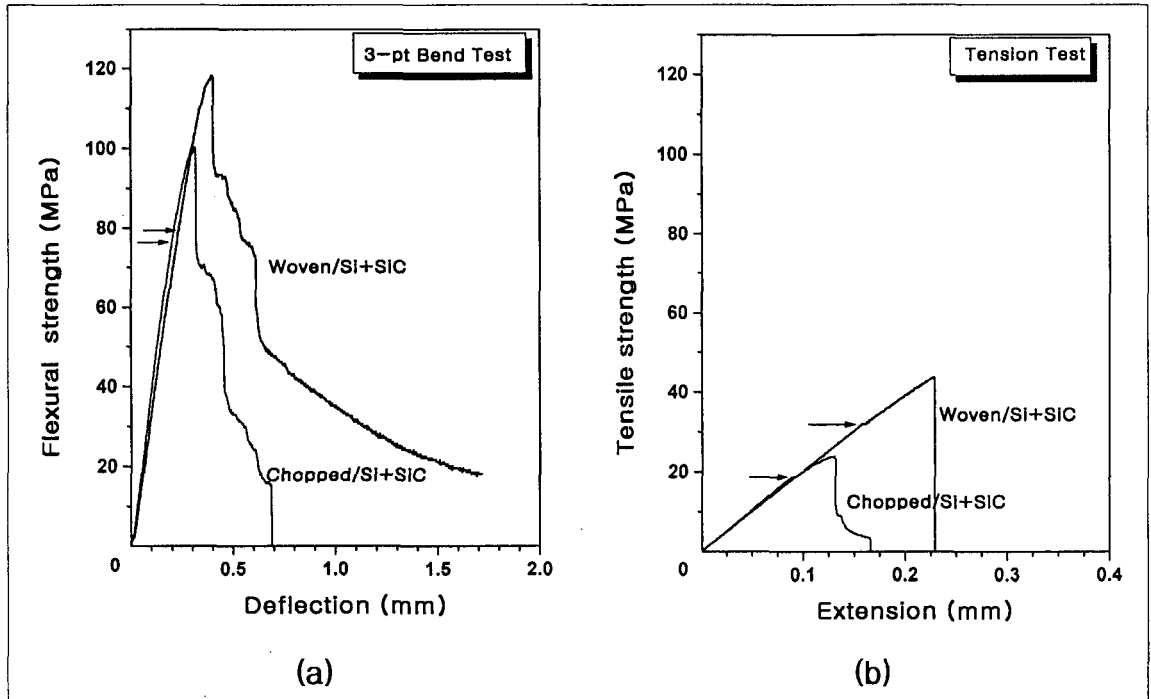 3-pt Bend Test
120
100
80
60
40
20
0
0.5
1.0
1.5
2.0
Flexural strength (MPa)
Deflection (mm)
Woven/Si+SiC
Chopped/Si+SiC
(a)
Tension Test
120
100
80
60
40
20
0
0.1
0.2
0.3
0.4
Tensile strength (MPa)
Extension (mm)
Woven/Si+SiC
Chopped/Si+SiC
(b)